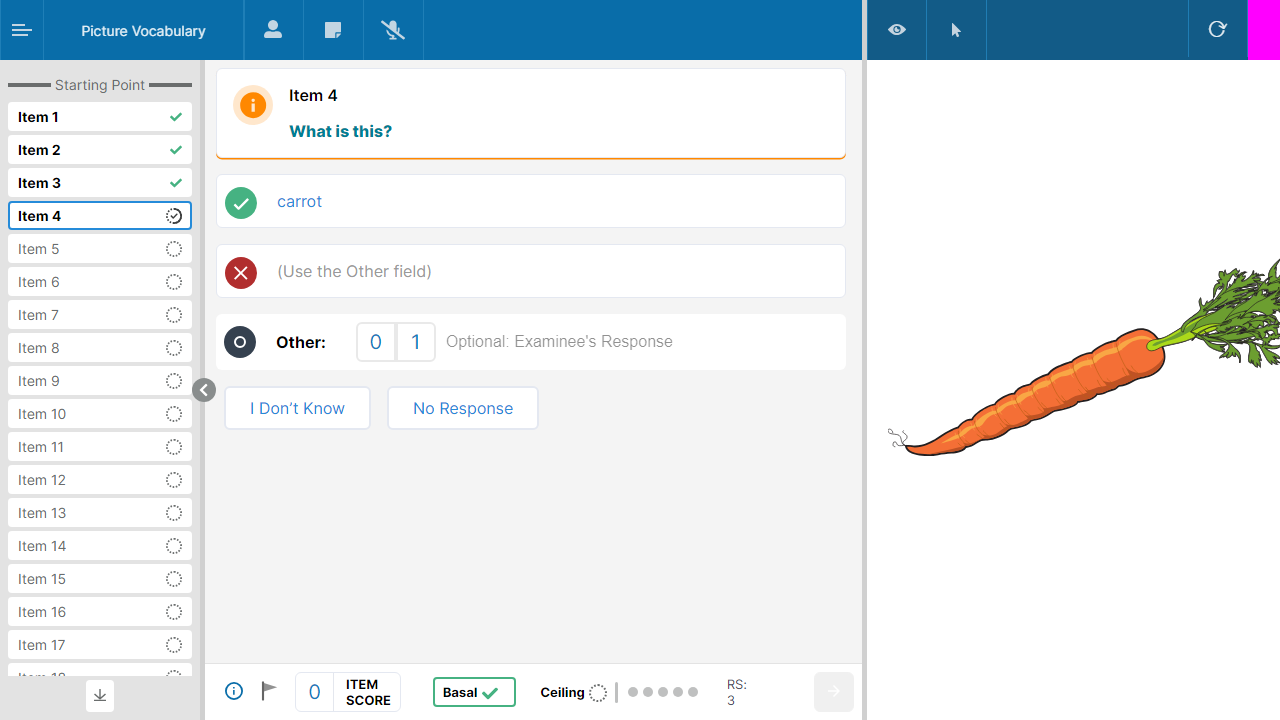 Picture Vocabulary
Starting Point
Item 1
Item 2
Item 3
Item 4
Item 5
Item 6
Item 7
Item 8
Item 9
Item 10
Item 11
Item 12
Item 13
Item 14
Item 15
Item 16
Item 17
Item 18
Item 4
What is this?
carrot
(Use the Other field)
Other: 0 1 Optional: Examinee's Response
I Don’t Know No Response
0 ITEM SCORE
Basal
Ceiling
RS:
3